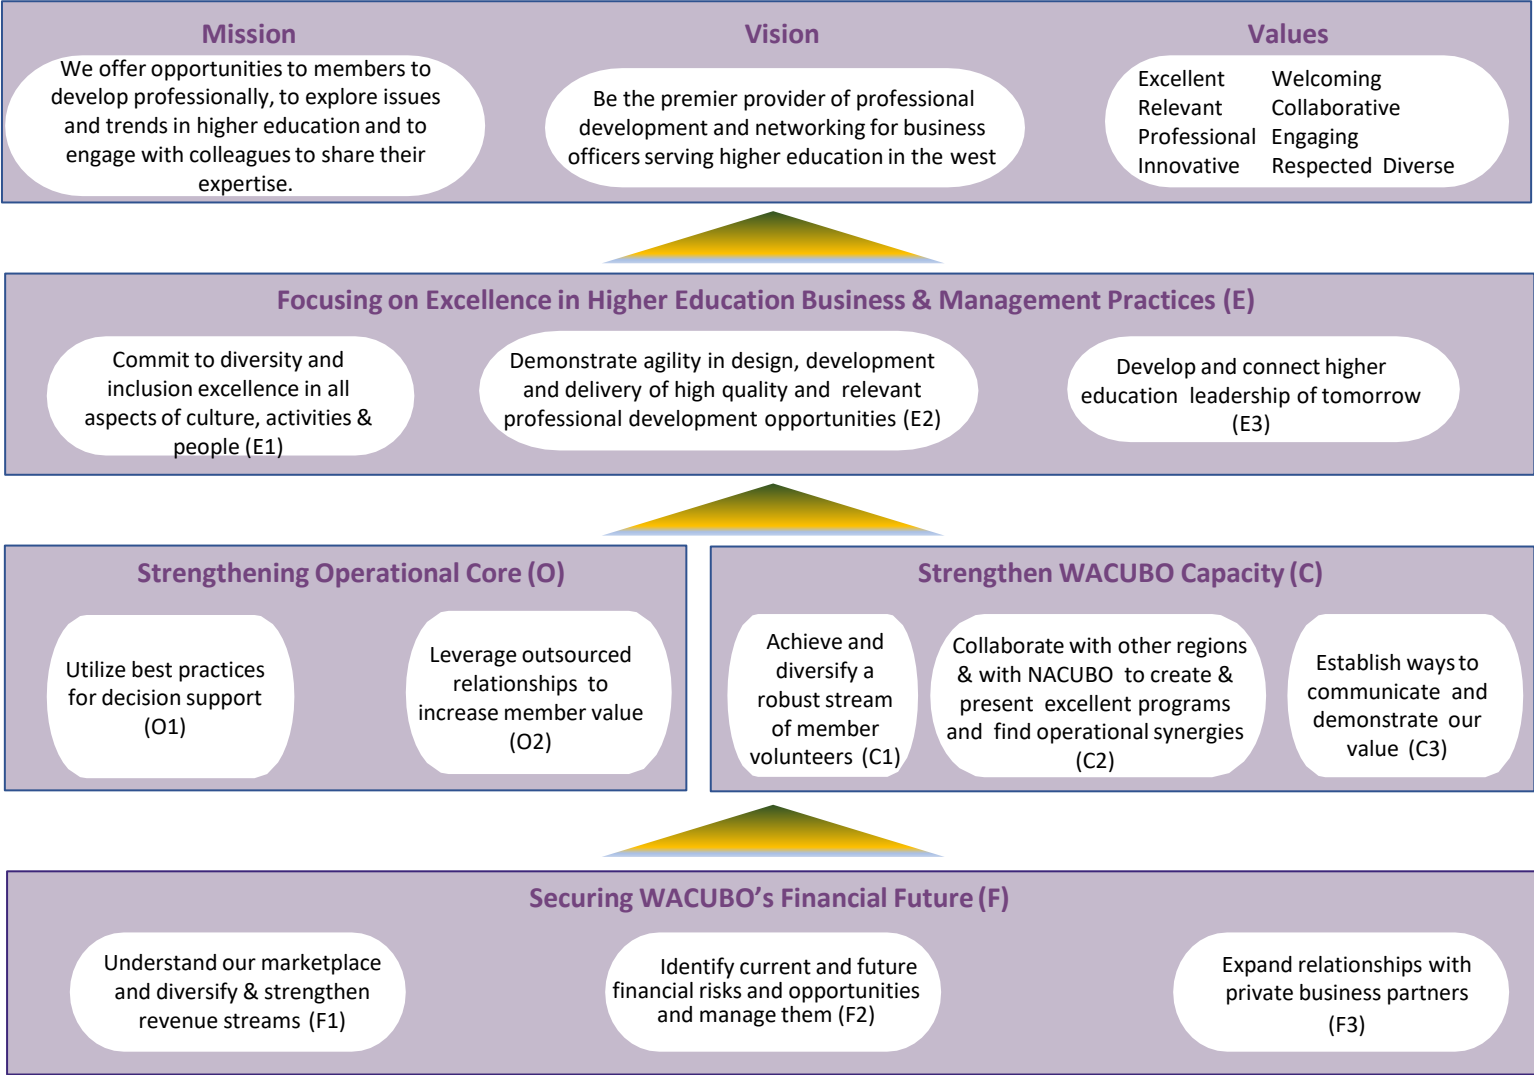 Mission
We offer opportunities to members to
develop professionally, to explore issues
and trends in higher education and to
engage with colleagues to share their
expertise.
Vision
Be the premier provider of professional
development and networking for business
officers serving higher education in the west
Values
Excellent Welcoming
Relevant Collaborative
Professional Engaging
Innovative Respected Diverse
Focusing on Excellence in Higher Education Business & Management Practices (E)
Commit to diversity and
inclusion excellence in all
aspects of culture, activities &
people (E1)
Demonstrate agility in design, development
and delivery of high quality and relevant
professional development opportunities (E2)
Develop and connect higher
education leadership of tomorrow
(E3)
Strengthening Operational Core (O)
Utilize best practices
for decision support
(O1)
Leverage outsourced
relationships to
increase member value
(O2)
Strengthen WACUBO Capacity (C)
Achieve and
diversify a
robust stream
of member
volunteers (C1)
Collaborate with other regions
& with NACUBO to create &
present excellent programs
and find operational synergies
(C2)
Establish ways to
communicate and
demonstrate our
value (C3)
Securing WACUBO’s Financial Future (F)
Understand our marketplace
and diversify & strengthen
revenue streams (F1)
Identify current and future
financial risks and opportunities
and manage them (F2)
Expand relationships with
private business partners
(F3)